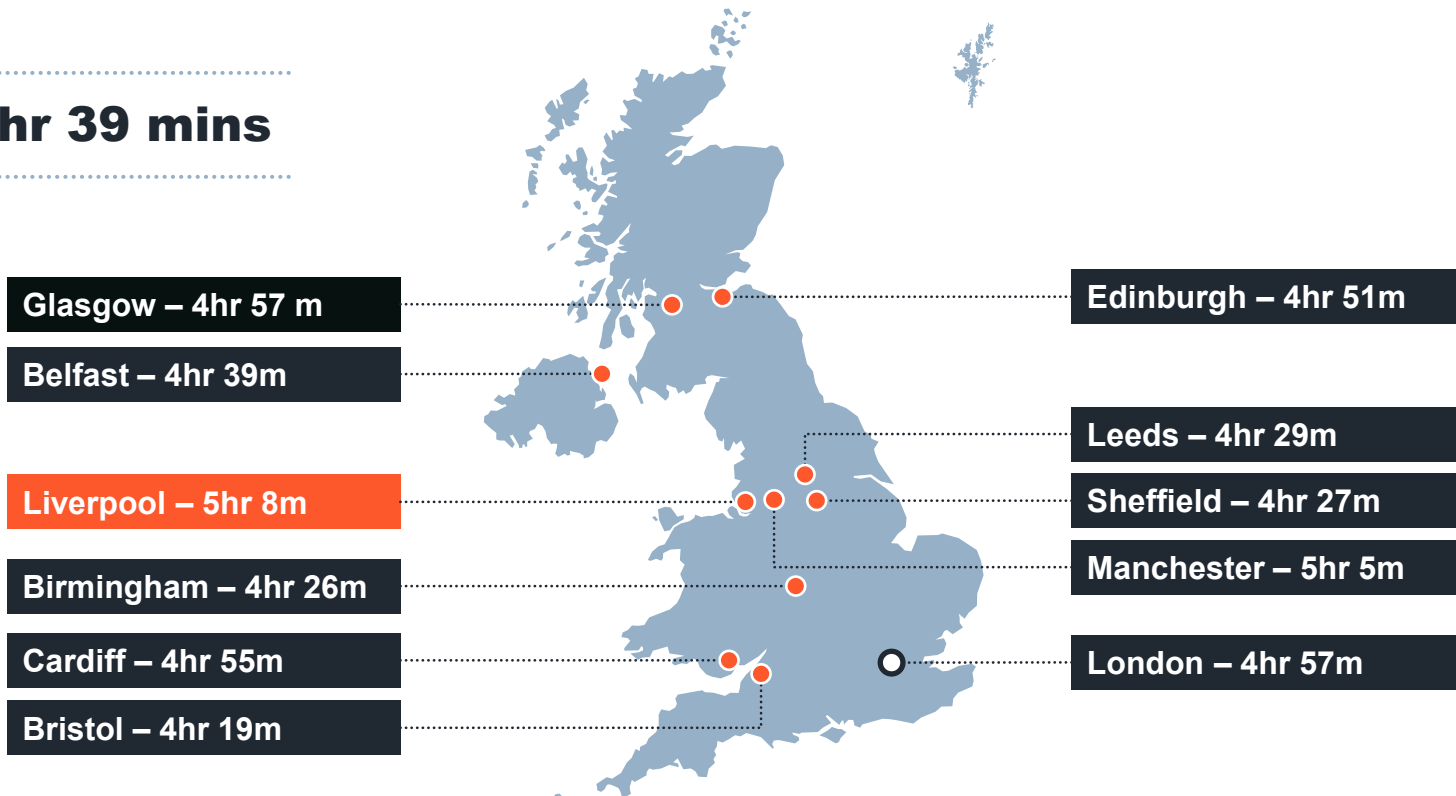 hr 39 mins
Glasgow – 4hr 57 m
Belfast – 4hr 39m
Liverpool – 5hr 8m
Birmingham – 4hr 26m
Cardiff – 4hr 55m
Bristol – 4hr 19m
Edinburgh – 4hr 51m
Leeds – 4hr 29m
Sheffield – 4hr 27m
Manchester – 5hr 5m
London – 4hr 57m